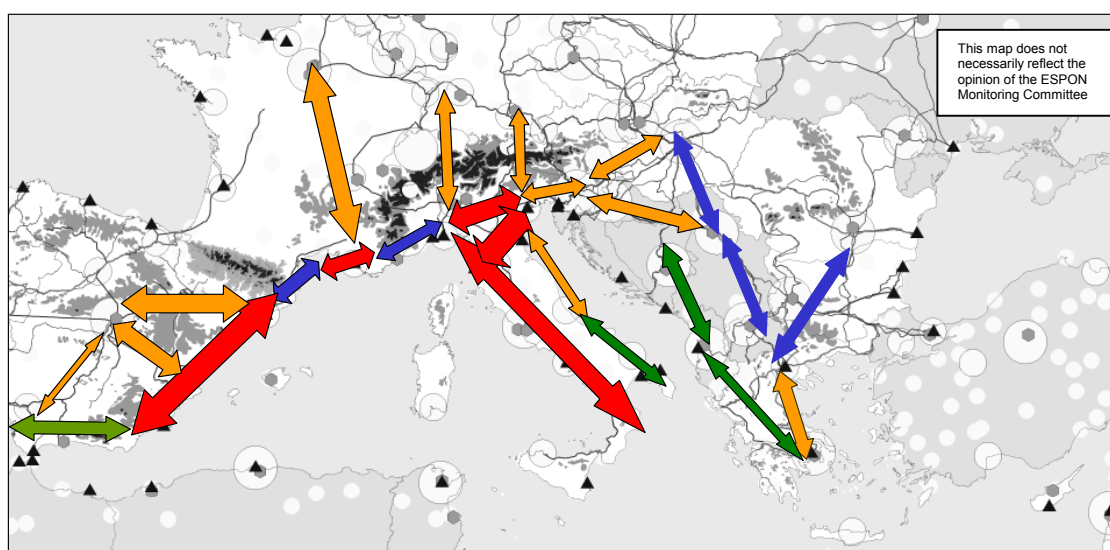 This map does not
necessarily reflect the
opinion of the ESPON
Monitoring Committee